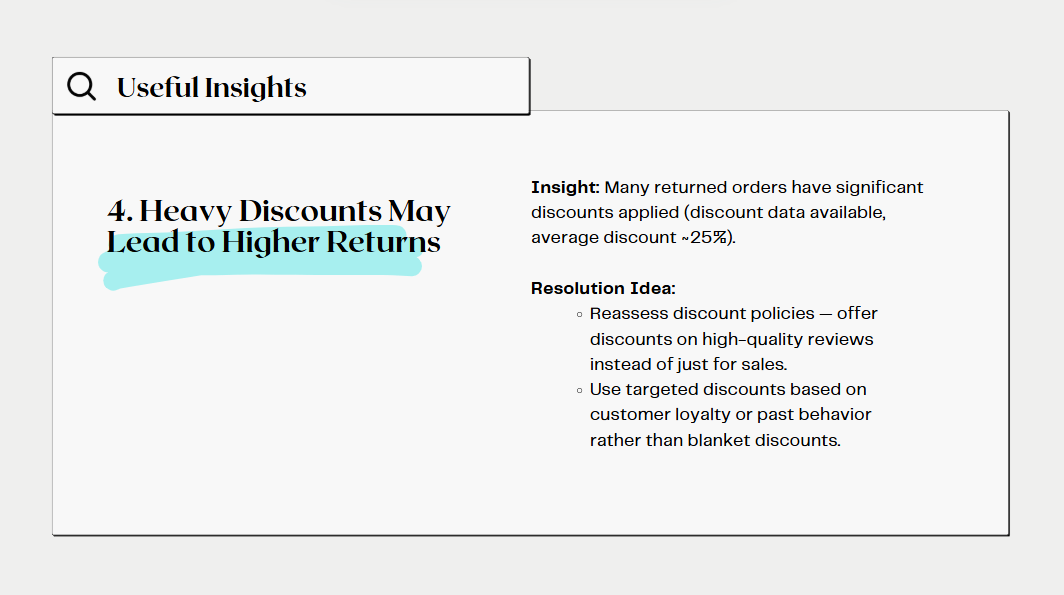 Useful Insights
4. Heavy Discounts May
Lead to Higher Returns
Insight: Many returned orders have significant
discounts applied (discount data available,
average discount ~25%).
Resolution Idea:
◦ Reassess discount policies — offer
discounts on high-quality reviews
instead of just for sales.
◦ Use targeted discounts based on
customer loyalty or past behavior
rather than blanket discounts.